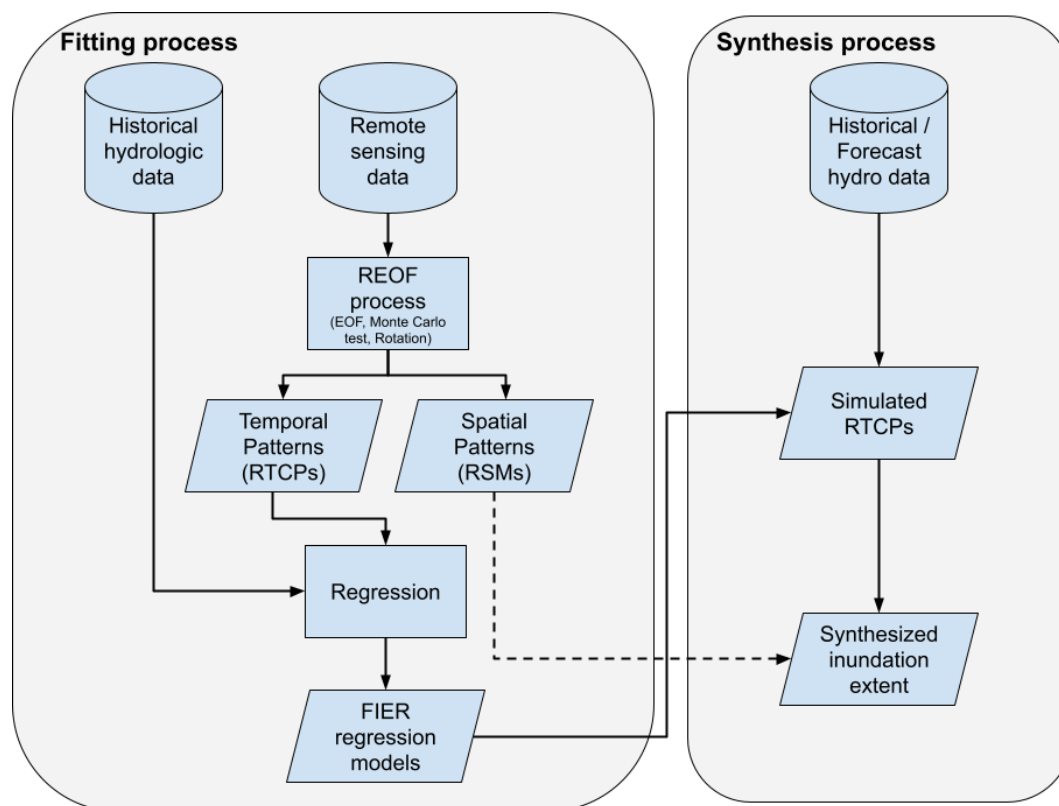 Fitting process
Historical
hydrologic
data
Remote
sensing
data
REOF
process
(EOF, Monte Carlo
test, Rotation)
Temporal
Patterns
(RTCPs)
Spatial
Patterns
(RSMs)
Regression
FIER
regression
models
Synthesis process
Historical /
Forecast
hydro data
Simulated
RTCPs
Synthesized
inundation
extent